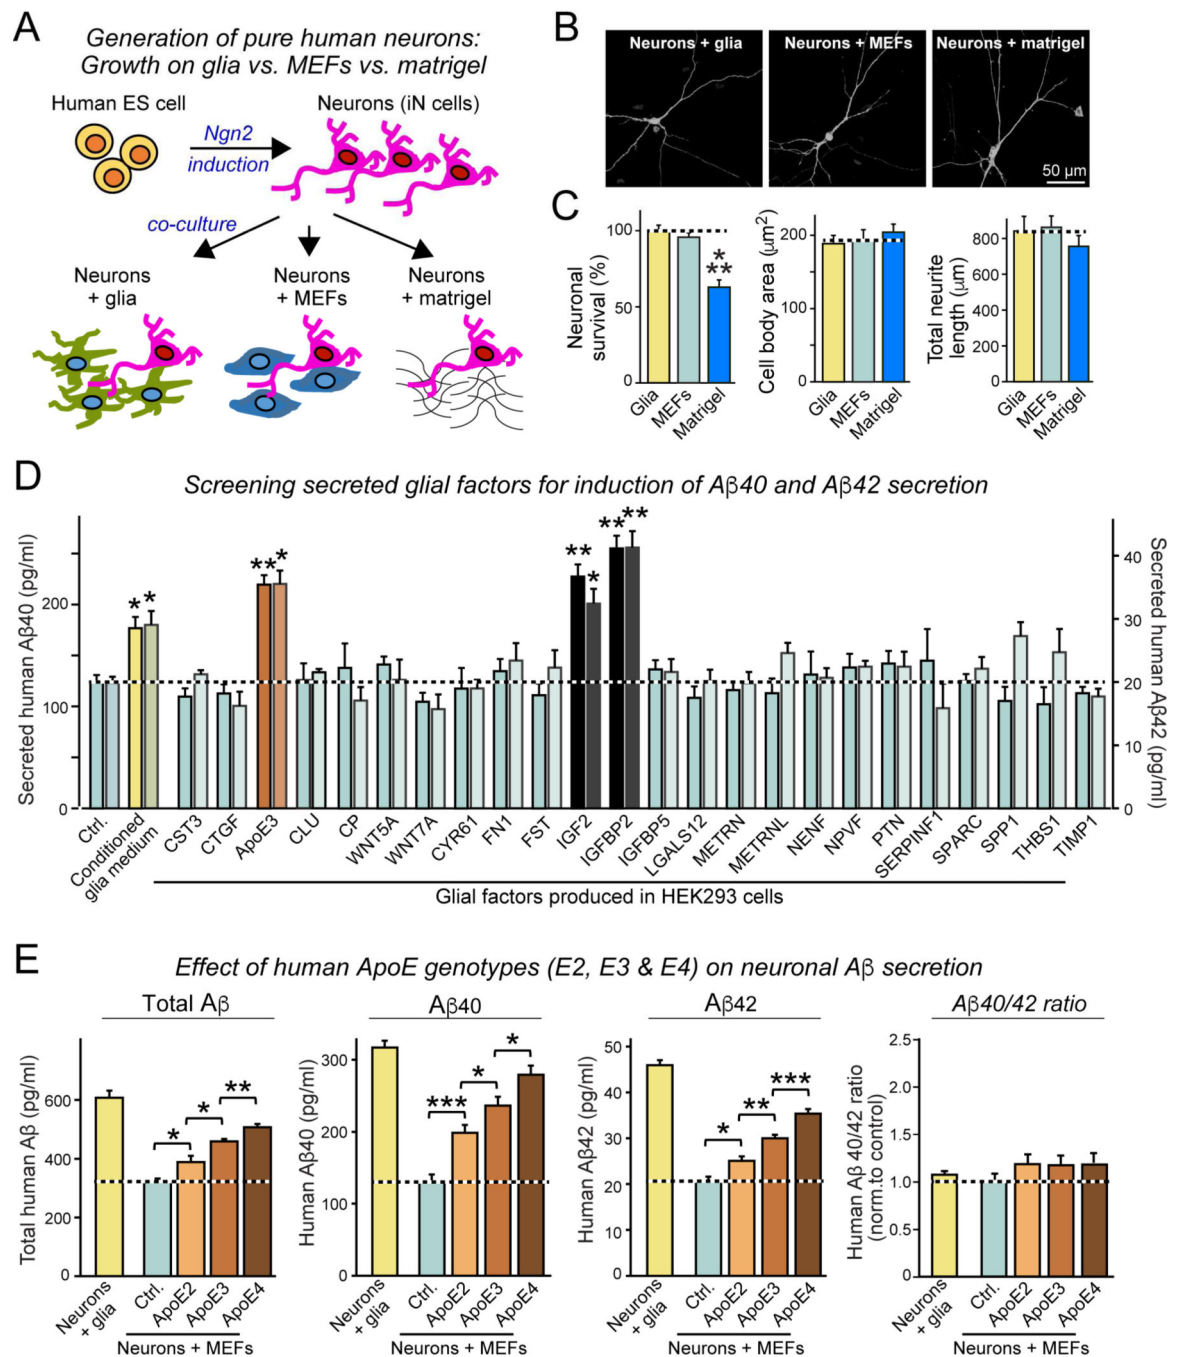 A
Generation of pure human neurons:
Growth on glia vs. MEFs vs. matrigel
Human ES cell
Neurons (iN cells)
Ngn2
induction
co-culture
Neurons
+ glia
Neurons
+ MEFs
Neurons
+ matrigel
B
Neurons + glia
Neurons + MEFs
Neurons + matrigel
50 µm
C
Neuronal
survival (%)
100
50
0
*
**
Glia
MEFs
Matrigel
Cell body area (µm²)
200
100
0
Glia
MEFs
Matrigel
Total neurite
length (µm)
800
600
400
200
0
Glia
MEFs
Matrigel
D
Screening secreted glial factors for induction of Aβ40 and Aβ42 secretion
Secreted human Aβ40 (pg/ml)
200
100
0
* *
** *
** *
** **
Secreted human Aβ42 (pg/ml)
40
30
20
10
0
Ctrl.
Conditioned
glia medium
CST3
CTGF
ApoE3
CLU
CP
WNT5A
WNT7A
CYR61
FN1
FST
IGF2
IGFBP2
IGFBP5
LGALS12
METRN
METRNL
NENF
NPVF
PTN
SERPINF1
SPARC
SPP1
THBS1
TIMP1
Glial factors produced in HEK293 cells
E
Effect of human ApoE genotypes (E2, E3 & E4) on neuronal Aβ secretion
Total Aβ
Total human Aβ (pg/ml)
600
400
200
0
*
*
**
Neurons
+ glia
Ctrl.
ApoE2
ApoE3
ApoE4
Neurons + MEFs
Aβ40
Human Aβ40 (pg/ml)
300
200
100
0
***
*
*
Neurons
+ glia
Ctrl.
ApoE2
ApoE3
ApoE4
Neurons + MEFs
Aβ42
Human Aβ42 (pg/ml)
50
40
30
20
10
0
*
**
***
Neurons
+ glia
Ctrl.
ApoE2
ApoE3
ApoE4
Neurons + MEFs
Aβ40/42 ratio
Human Aβ 40/42 ratio
(norm to control)
2.5
2.0
1.5
1.0
0.5
0
Neurons
+ glia
Ctrl.
ApoE2
ApoE3
ApoE4
Neurons + MEFs